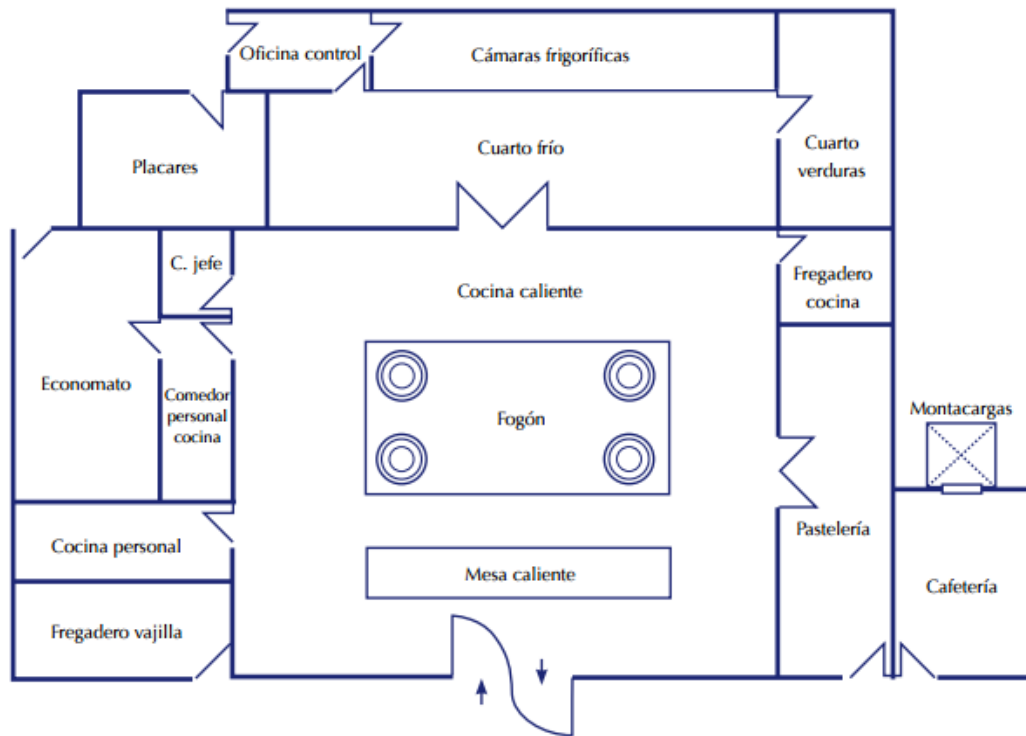 Oficina control
Cámaras frigoríficas
Placares
Cuarto frío
Cuarto
verduras
C. jefe
Cocina caliente
Fregadero
cocina
Economato
Comedor
personal
cocina
Fogón
Montacargas
Cocina personal
Mesa caliente
Pastelería
Cafetería
Fregadero vajilla